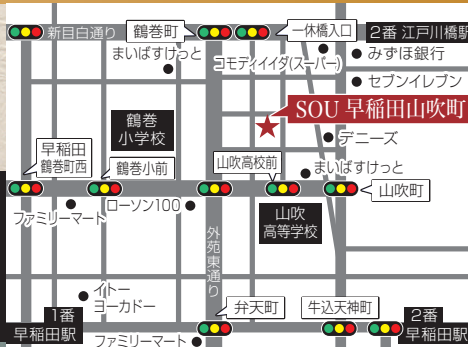 新目白通り
鶴巻町
一休橋入口
2番 江戸川橋駅
まいばすけっと
コモディイイダ(スーパー)
みずほ銀行
セブンイレブン
SOU 早稲田山吹町
鶴巻
小学校
デニーズ
早稲田
鶴巻町西
鶴巻小前
山吹高校前
まいばすけっと
山吹町
ファミリーマート
ローソン100
山吹
高等学校
外苑東通り
イトー
ヨーカドー
1番
早稲田駅
弁天町
牛込天神町
2番
早稲田駅
ファミリーマート